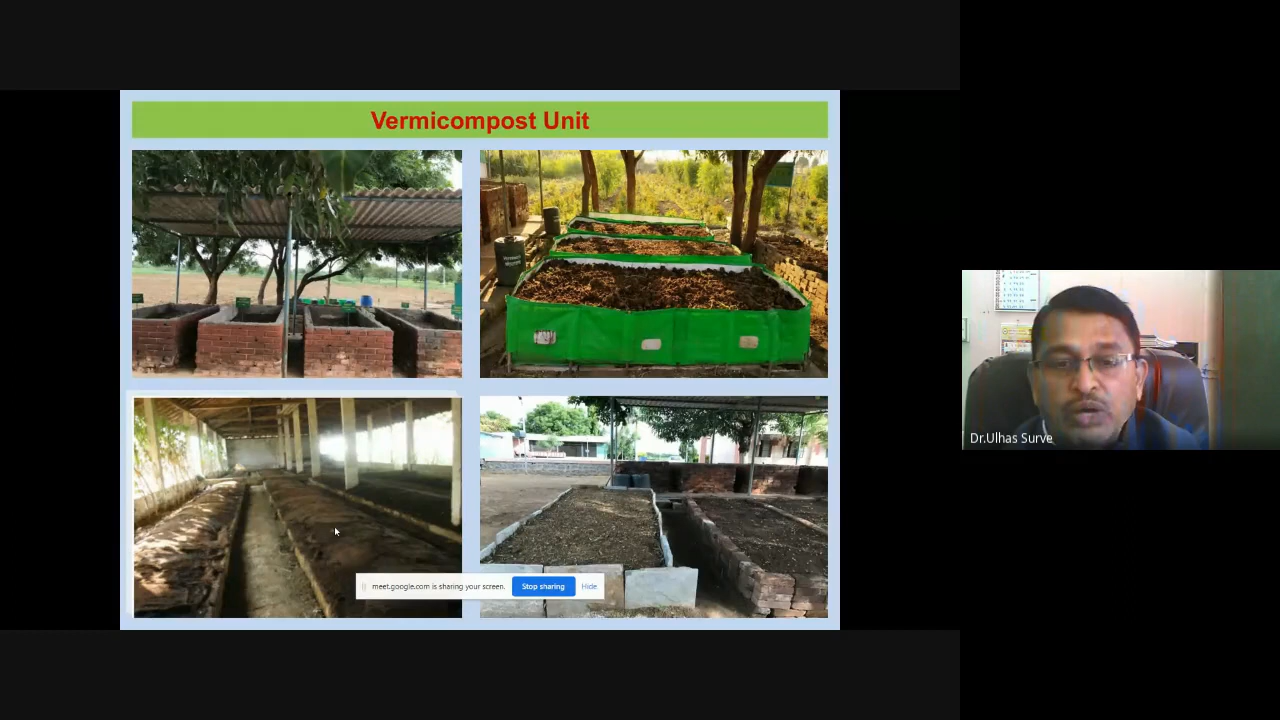 Vermicompost Unit
meet.google.com is sharing your screen.
Stop sharing
Hide
Dr.Ulhas Surve